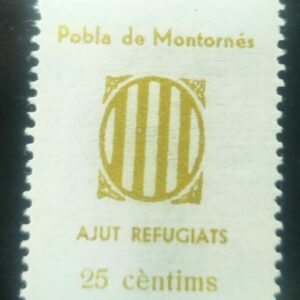 Pobla de Montornés
AJUT REFUGIATS
25 cèntims